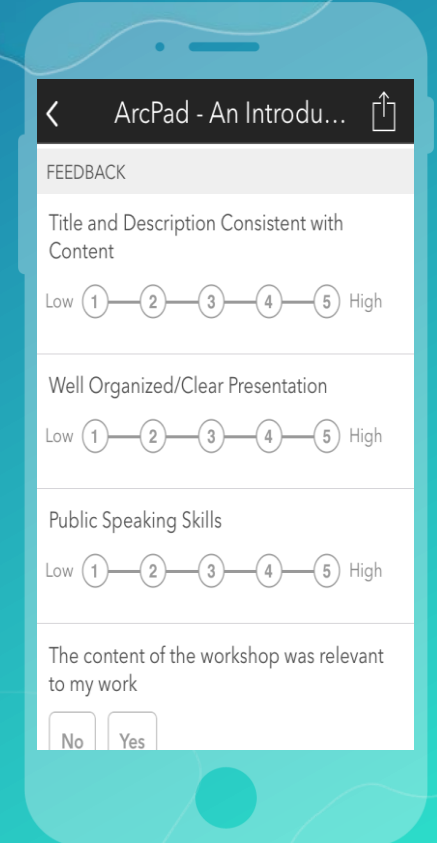 ArcPad - An Introdu...
FEEDBACK
Title and Description Consistent with
Content
Low 1 2 3 4 5 High
Well Organized/Clear Presentation
Low 1 2 3 4 5 High
Public Speaking Skills
Low 1 2 3 4 5 High
The content of the workshop was relevant
to my work
No Yes